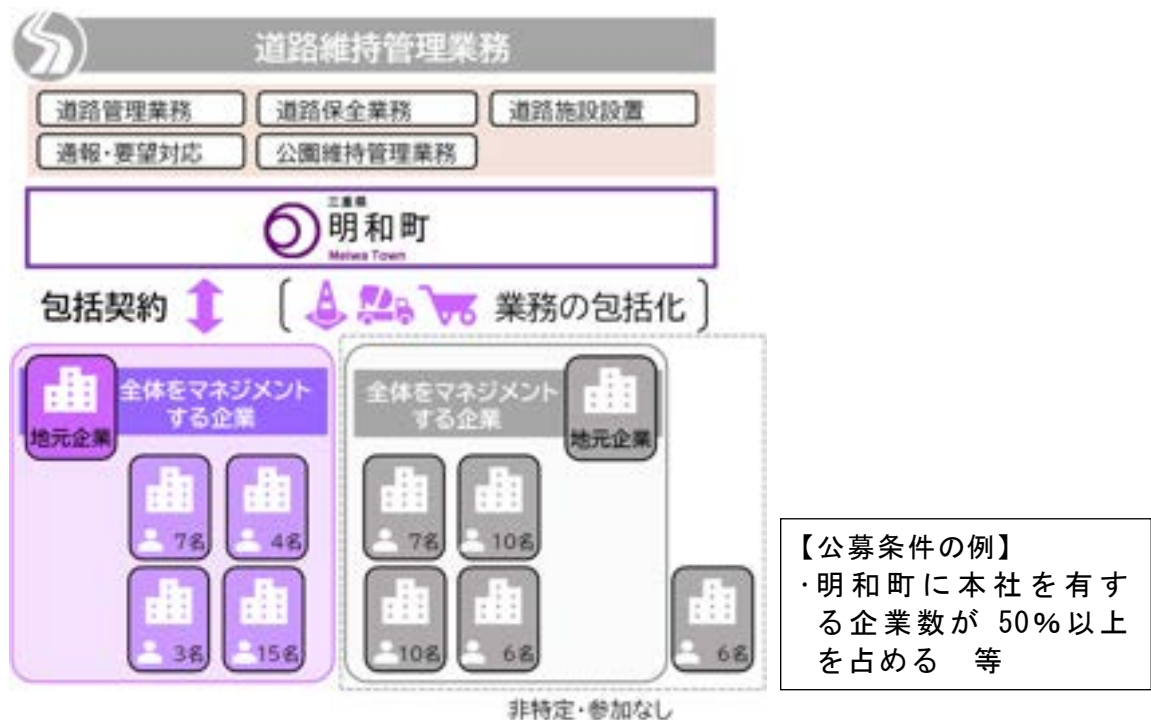 道路維持管理業務
道路管理業務
道路保全業務
道路施設設置
通報・要望対応
公園維持管理業務
三重県
明和町
Meiwa Town
包括契約
業務の包括化
全体をマネジメント
する企業
地元企業
7名
4名
3名
15名
全体をマネジメント
する企業
地元企業
7名
10名
10名
6名
6名
非特定・参加なし
【公募条件の例】
・明和町に本社を有す
る企業数が 50%以上
を占める 等